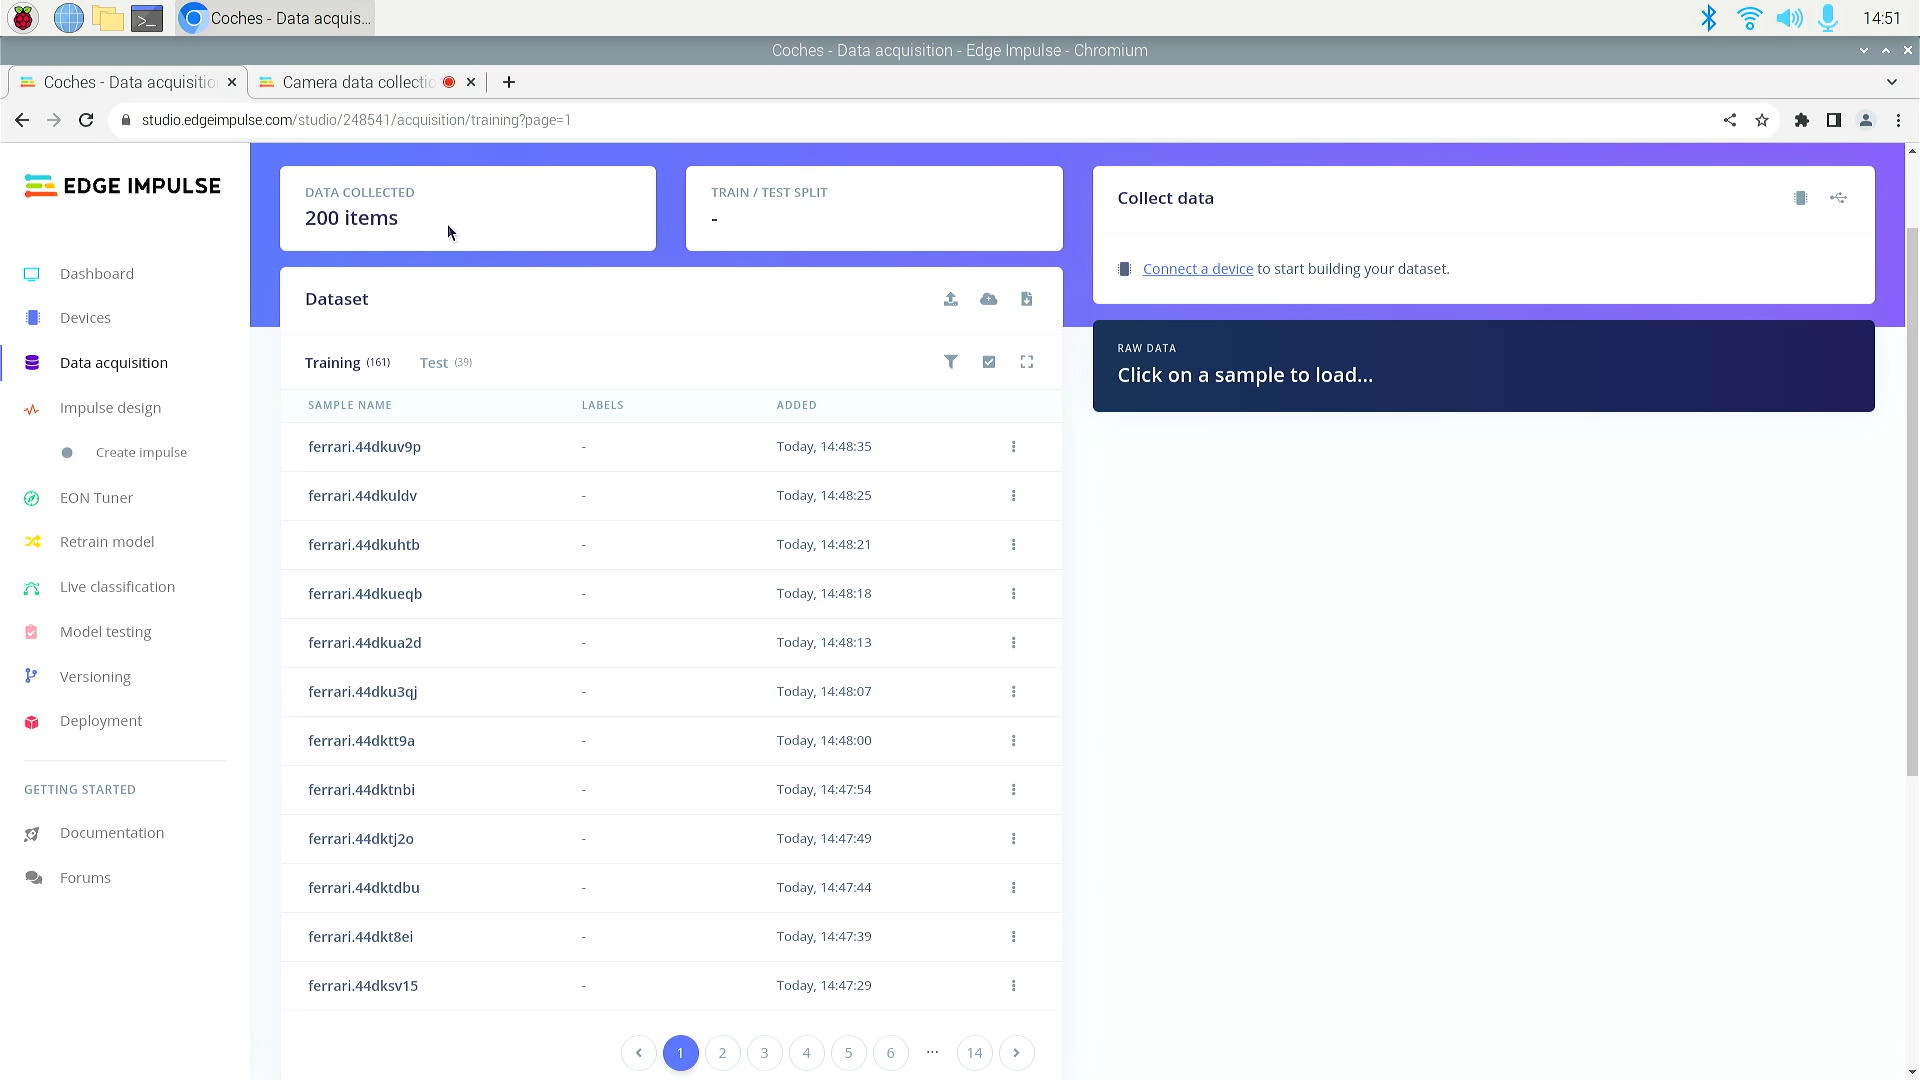 Coches - Data acquis...
14:51
Coches - Data acquisition - Edge Impulse - Chromium
Coches - Data acquisitio
Camera data collectio
studio.edgeimpulse.com/studio/248541/acquisition/training?page=1
EDGE IMPULSE
Dashboard
Devices
Data acquisition
Impulse design
Create impulse
EON Tuner
Retrain model
Live classification
Model testing
Versioning
Deployment
GETTING STARTED
Documentation
Forums
DATA COLLECTED
200 items
TRAIN / TEST SPLIT
-
Dataset
Training (161) Test (39)
SAMPLE NAME LABELS ADDED
ferrari.44dkuv9p - Today, 14:48:35
ferrari.44dkuldv - Today, 14:48:25
ferrari.44dkuhtb - Today, 14:48:21
ferrari.44dkueqb - Today, 14:48:18
ferrari.44dkua2d - Today, 14:48:13
ferrari.44dku3qj - Today, 14:48:07
ferrari.44dktt9a - Today, 14:48:00
ferrari.44dktnbi - Today, 14:47:54
ferrari.44dktj2o - Today, 14:47:49
ferrari.44dktdbu - Today, 14:47:44
ferrari.44dkt8ei - Today, 14:47:39
ferrari.44dksv15 - Today, 14:47:29
1 2 3 4 5 6 ... 14
Collect data
Connect a device to start building your dataset.
RAW DATA
Click on a sample to load...